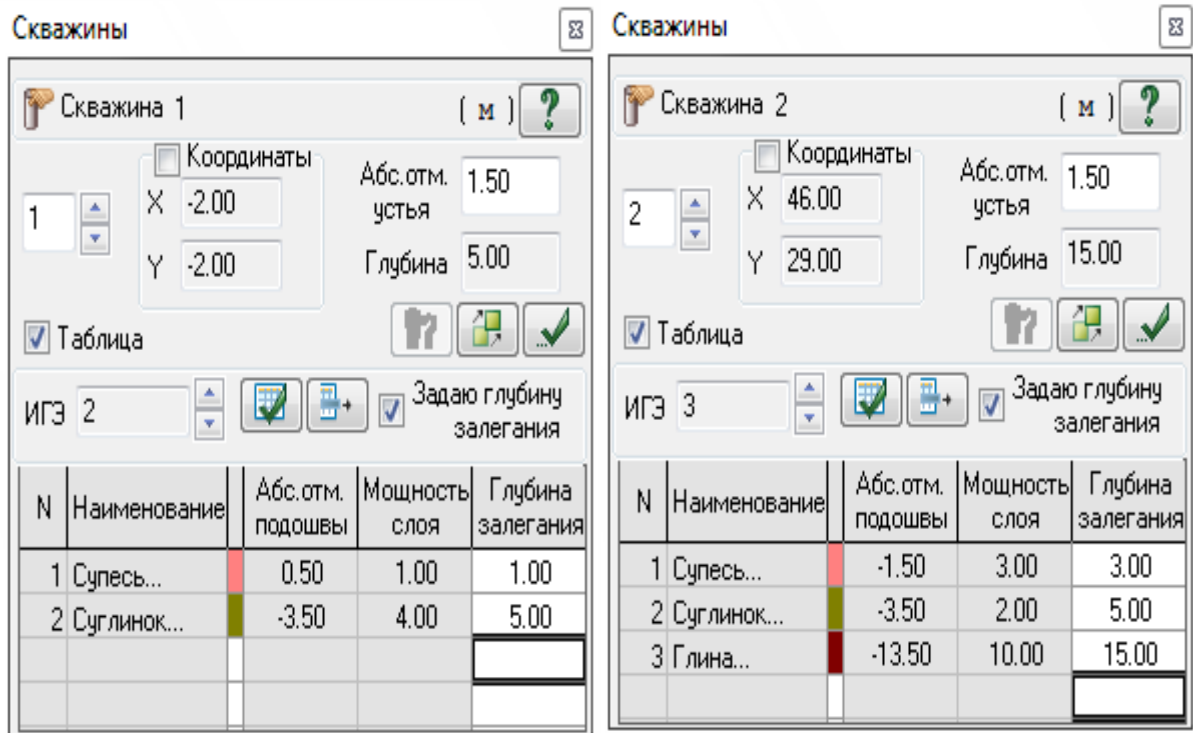 Скважины
Скважина 1 ( м )
Координаты
1
X -2.00
Y -2.00
Абс.отм. устья 1.50
Глубина 5.00
Таблица
ИГЭ 2
Задаю глубину
залегания
N Наименование Абс.отм. подошвы Мощность слоя Глубина залегания
1 Супесь... 0.50 1.00 1.00
2 Суглинок... -3.50 4.00 5.00
Скважины
Скважина 2 ( м )
Координаты
2
X 46.00
Y 29.00
Абс.отм. устья 1.50
Глубина 15.00
Таблица
ИГЭ 3
Задаю глубину
залегания
N Наименование Абс.отм. подошвы Мощность слоя Глубина залегания
1 Супесь... -1.50 3.00 3.00
2 Суглинок... -3.50 2.00 5.00
3 Глина... -13.50 10.00 15.00